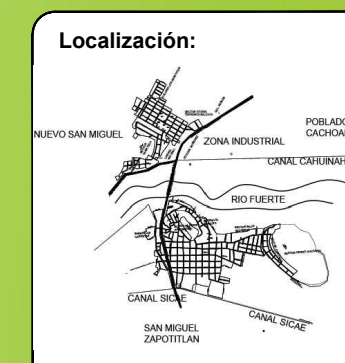 Localización:
POBLADO
NUEVO SAN MIGUEL
CACHOA
ZONA INDUSTRIAL
CANAL CAHUINAH
RIO FUERTE
CANAL SICAE
CANAL SICAE
SAN MIGUEL
ZAPOTITLAN